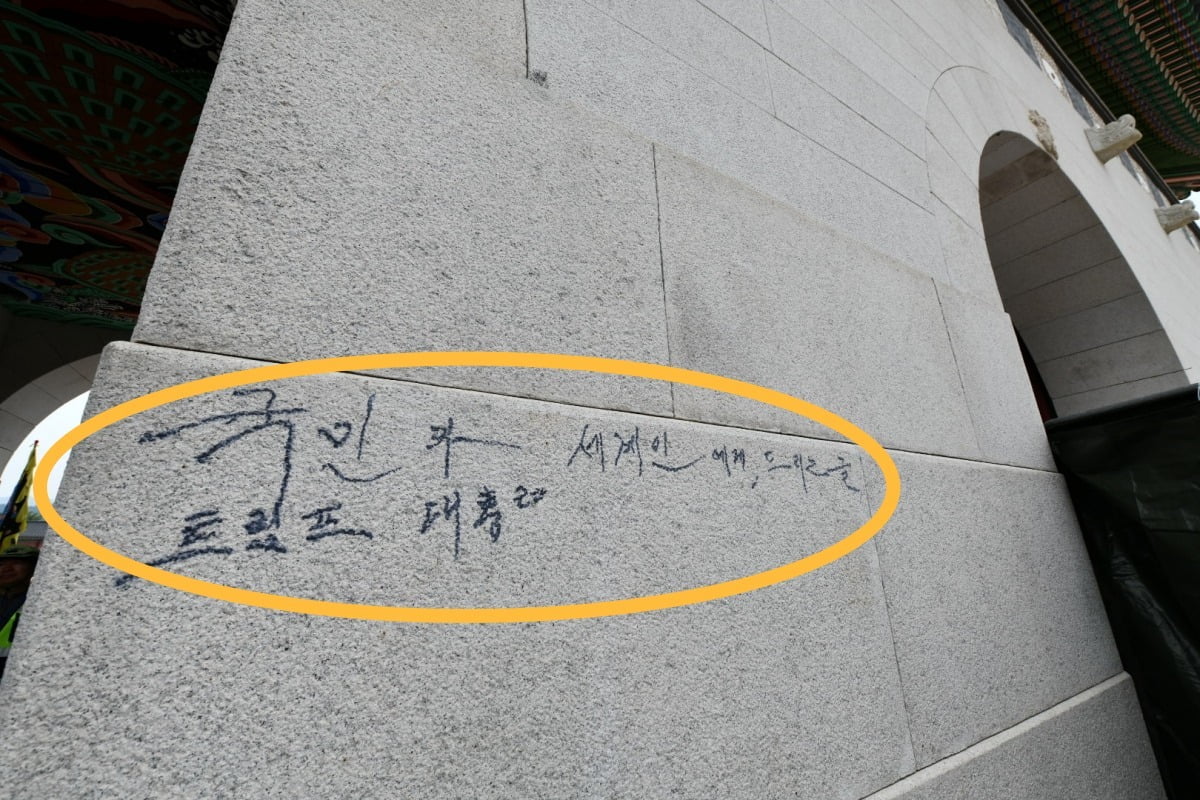 국민과 세계인에게 드리는 글
트럼프 대통령